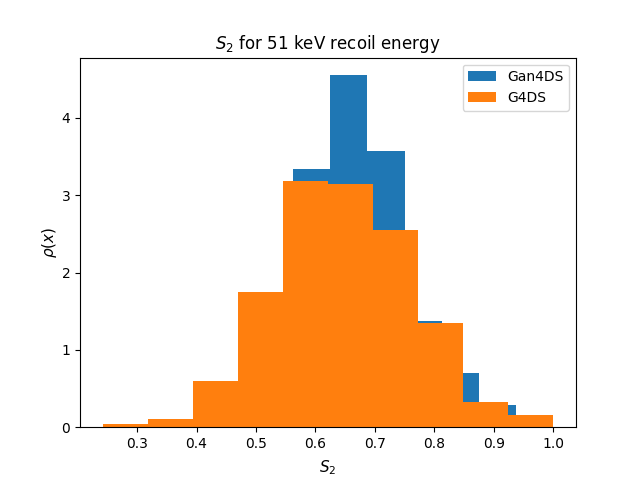 S₂ for 51 keV recoil energy
Gan4DS
G4DS
ρ(x)
4
3
2
1
0
0.3 0.4 0.5 0.6 0.7 0.8 0.9 1.0
S₂